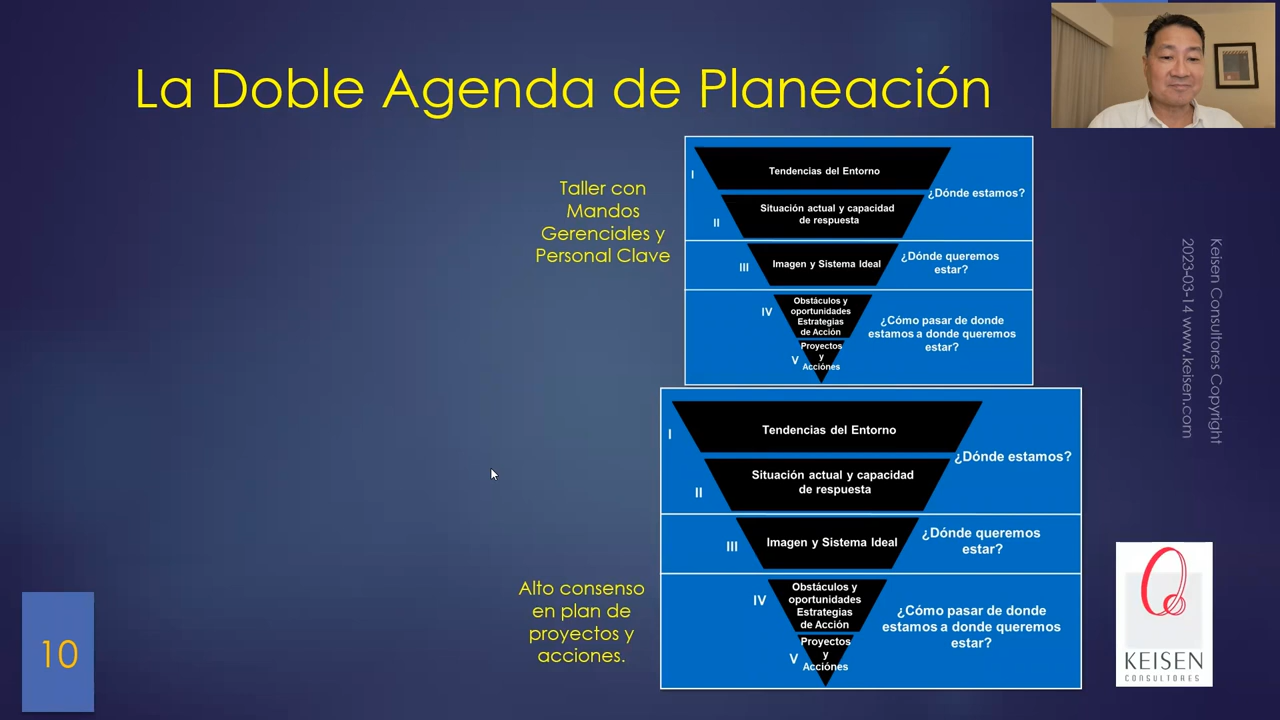 La Doble Agenda de Planeación
Taller con
Mandos
Gerenciales y
Personal Clave
I
Tendencias del Entorno
¿Dónde estamos?
II
Situación actual y capacidad
de respuesta
III
Imagen y Sistema Ideal
¿Dónde queremos
estar?
IV
Obstáculos y
oportunidades
Estrategias
de Acción
¿Cómo pasar de donde
estamos a donde queremos
estar?
V
Proyectos
y
Acciónes
I
Tendencias del Entorno
¿Dónde estamos?
II
Situación actual y capacidad
de respuesta
III
Imagen y Sistema Ideal
¿Dónde queremos
estar?
Alto consenso
en plan de
proyectos y
acciones.
IV
Obstáculos y
oportunidades
Estrategias
de Acción
¿Cómo pasar de donde
estamos a donde queremos
estar?
V
Proyectos
y
Acciónes
Keisen Consultores Copyright
2023-03-14 www.keisen.com
KEISEN
CONSULTORES
10